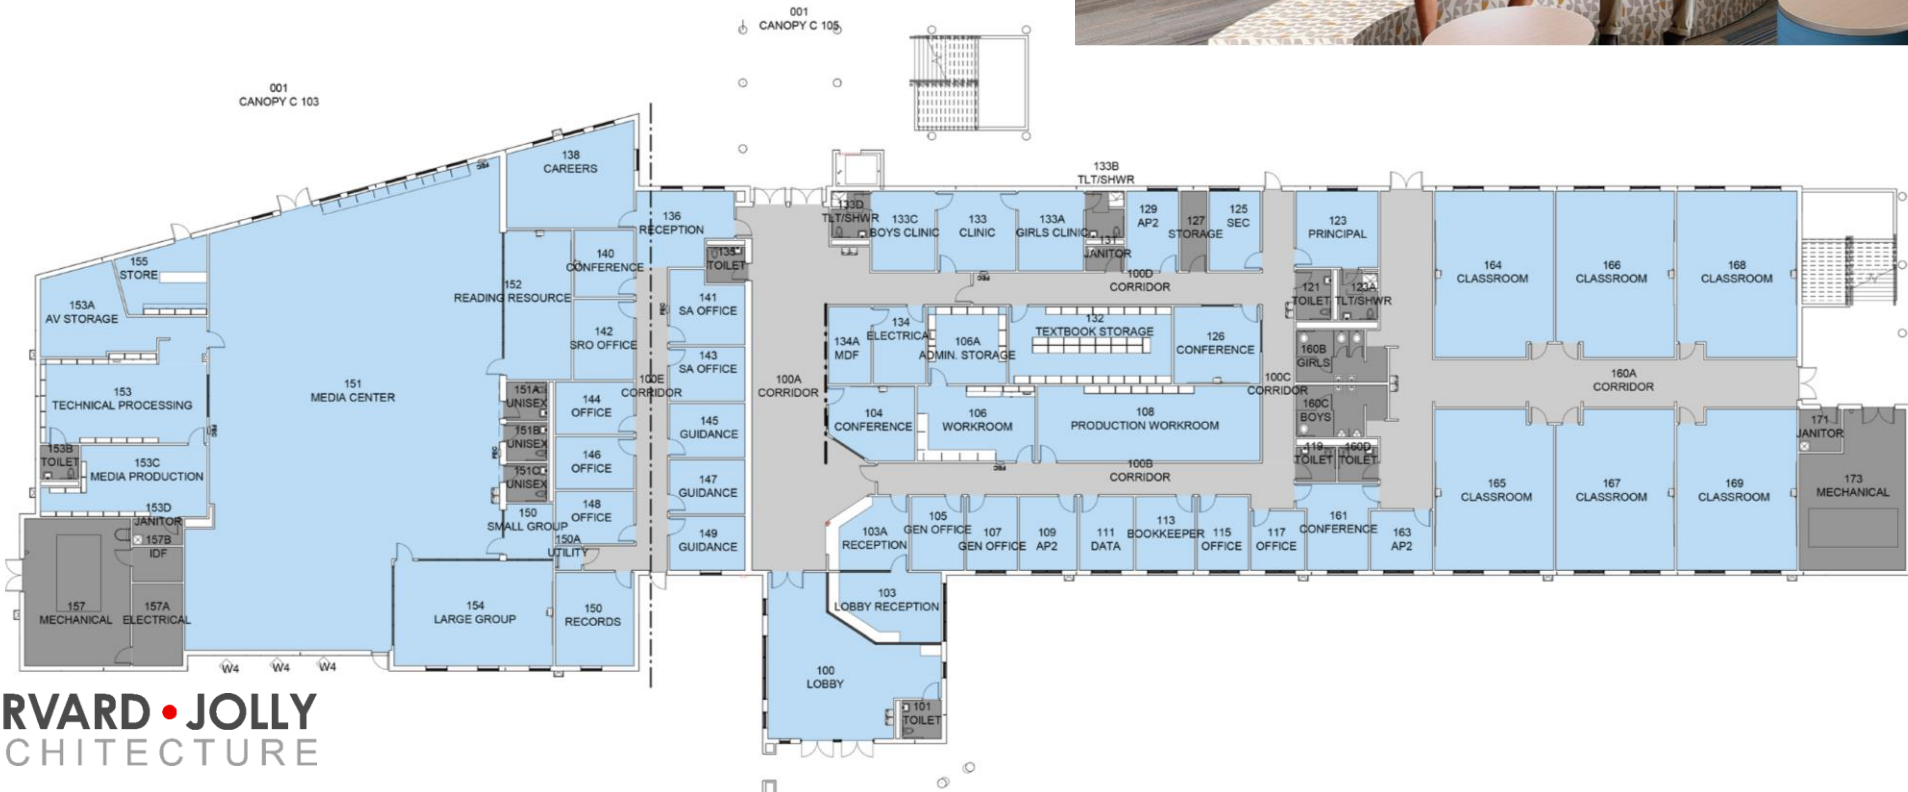 001
CANOPY C 105
001
CANOPY C 103
138
CAREERS
133B
TLT/SHWR
136
RECEPTION
133D
TLT/SHWR
133C
BOYS CLINIC
133
CLINIC
133A
GIRLS CLINIC
129
AP2
127
STORAGE
125
SEC
123
PRINCIPAL
131
JANITOR
135
TOILET
140
CONFERENCE
155
STORE
152
READING RESOURCE
153A
AV STORAGE
141
SA OFFICE
100D
CORRIDOR
121
TOILET
123A
TLT/SHWR
164
CLASSROOM
166
CLASSROOM
168
CLASSROOM
142
SRO OFFICE
134A
MDF
134
ELECTRICAL
106A
ADMIN. STORAGE
132
TEXTBOOK STORAGE
126
CONFERENCE
160B
GIRLS
143
SA OFFICE
151
MEDIA CENTER
100E
CORRIDOR
100A
CORRIDOR
100C
CORRIDOR
160A
CORRIDOR
153
TECHNICAL PROCESSING
151A
UNISEX
144
OFFICE
145
GUIDANCE
104
CONFERENCE
106
WORKROOM
108
PRODUCTION WORKROOM
160C
BOYS
171
JANITOR
151B
UNISEX
153B
TOILET
153C
MEDIA PRODUCTION
146
OFFICE
151C
UNISEX
147
GUIDANCE
100B
CORRIDOR
119
TOILET
160D
TOILET
165
CLASSROOM
167
CLASSROOM
169
CLASSROOM
173
MECHANICAL
153D
JANITOR
157B
IDF
150
SMALL GROUP
148
OFFICE
150A
UTILITY
149
GUIDANCE
103A
RECEPTION
105
GEN OFFICE
107
GEN OFFICE
109
AP2
111
DATA
113
BOOKKEEPER
115
OFFICE
117
OFFICE
161
CONFERENCE
163
AP2
157
MECHANICAL
157A
ELECTRICAL
154
LARGE GROUP
150
RECORDS
103
LOBBY RECEPTION
W4
W4
W4
100
LOBBY
101
TOILET
FEC
FEC
FEC
FEC
FEC
FEC
RVARD • JOLLY
CHITECTURE